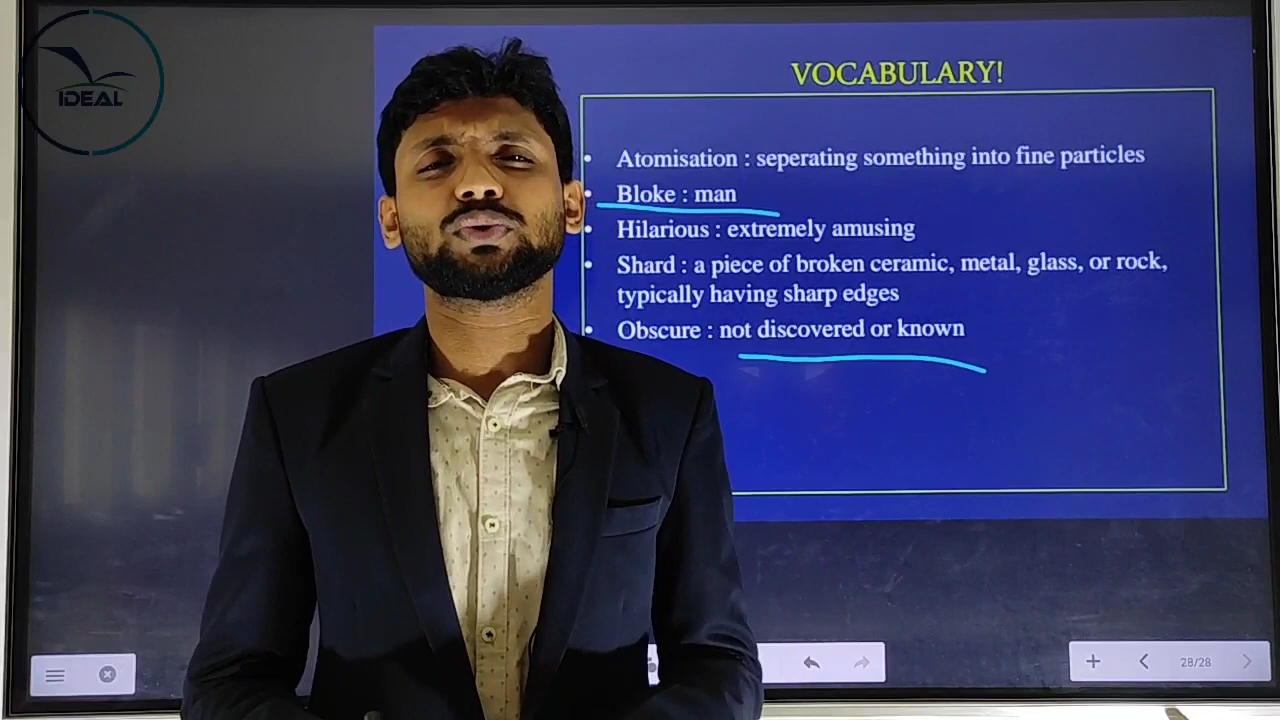 IDEAL
VOCABULARY!
• Atomisation : seperating something into fine particles
• Bloke : man
• Hilarious : extremely amusing
• Shard : a piece of broken ceramic, metal, glass, or rock,
typically having sharp edges
• Obscure : not discovered or known
28/28